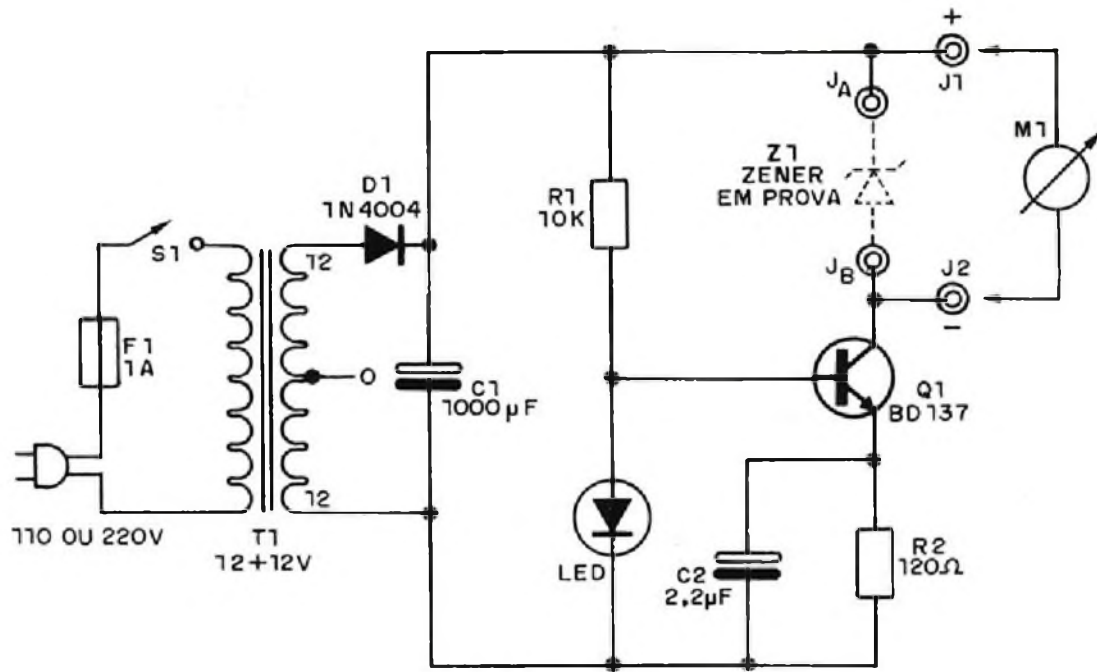 +
J1
JA
M1
Z1
ZENER
EM PROVA
D1
1N4004
R1
10K
S1
12
JB
J2
-
F1
1A
O
C1
1000µF
Q1
BD137
12
110 OU 220V
T1
12+12V
LED
C2
2,2µF
R2
120Ω